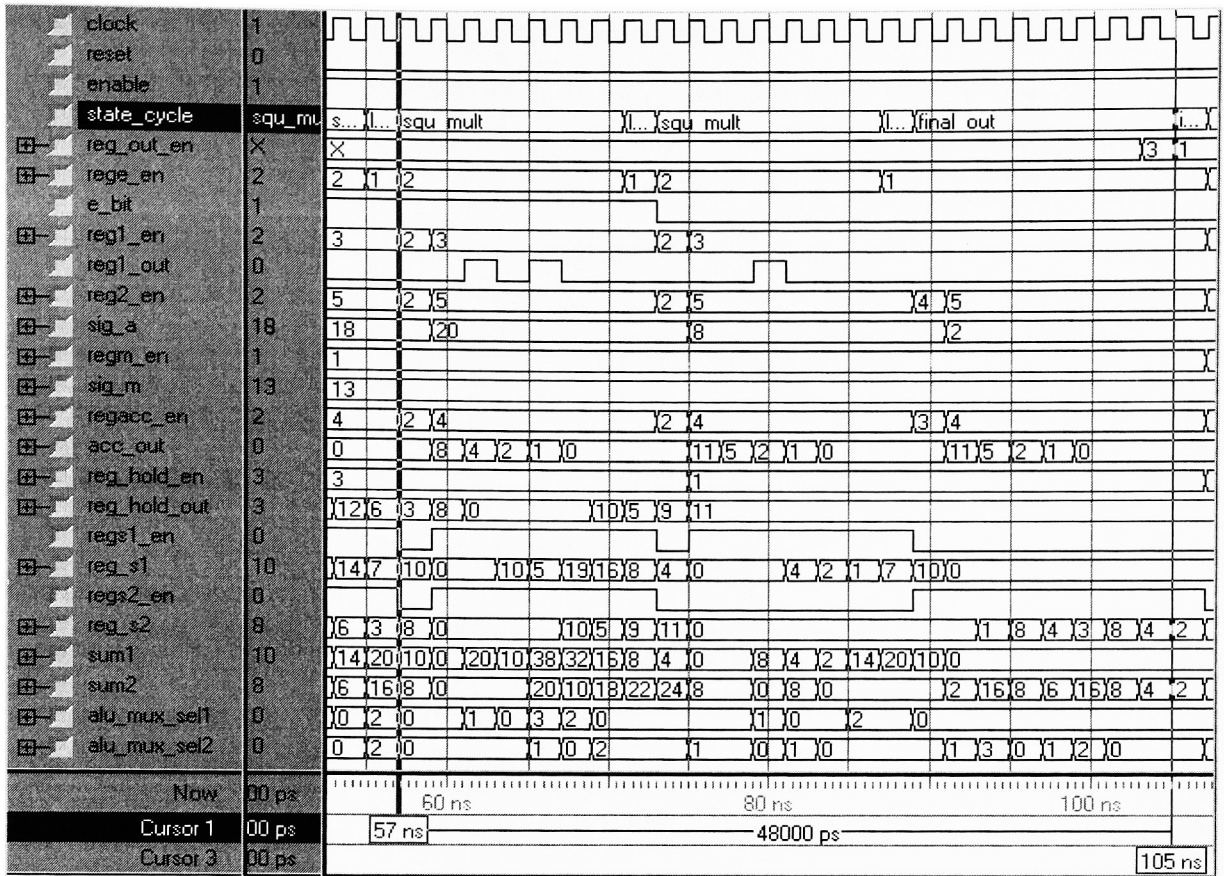 clock 1
reset 0
enable 1
state_cycle squ_mu s... l... squ_mult l... squ_mult l... final_out i...
reg_out_en X X 3 1
rege_en 2 2 1 2 1 2 1
e_bit 1
reg1_en 2 3 2 3 2 3
reg1_out 0
reg2_en 2 5 2 5 2 5 4 5
sig_a 18 18 20 8 2
regm_en 1 1
sig_m 13 13
regacc_en 2 4 2 4 2 4 3 4
acc_out 0 0 8 4 2 1 0 11 5 2 1 0 11 5 2 1 0
reg_hold_en 3 3 1
reg_hold_out 3 12 6 3 8 0 10 5 9 11
regs1_en 0
reg_s1 10 14 7 10 0 10 5 19 16 8 4 0 4 2 1 7 10 0
regs2_en 0
reg_s2 8 6 3 8 0 10 5 9 11 0 1 8 4 3 8 4 2
sum1 10 14 20 10 0 20 10 38 32 16 8 4 0 8 4 2 14 20 10 0
sum2 8 6 16 8 0 20 10 18 22 24 8 0 8 0 2 16 8 6 16 8 4 2
alu_mux_sel1 0 0 2 0 1 0 3 2 0 1 0 2 0
alu_mux_sel2 0 0 2 0 1 0 2 1 0 1 0 1 3 0 1 2 0
Now 00 ps 60 ns 80 ns 100 ns
Cursor 1 00 ps 57 ns 48000 ps
Cursor 3 00 ps 105 ns